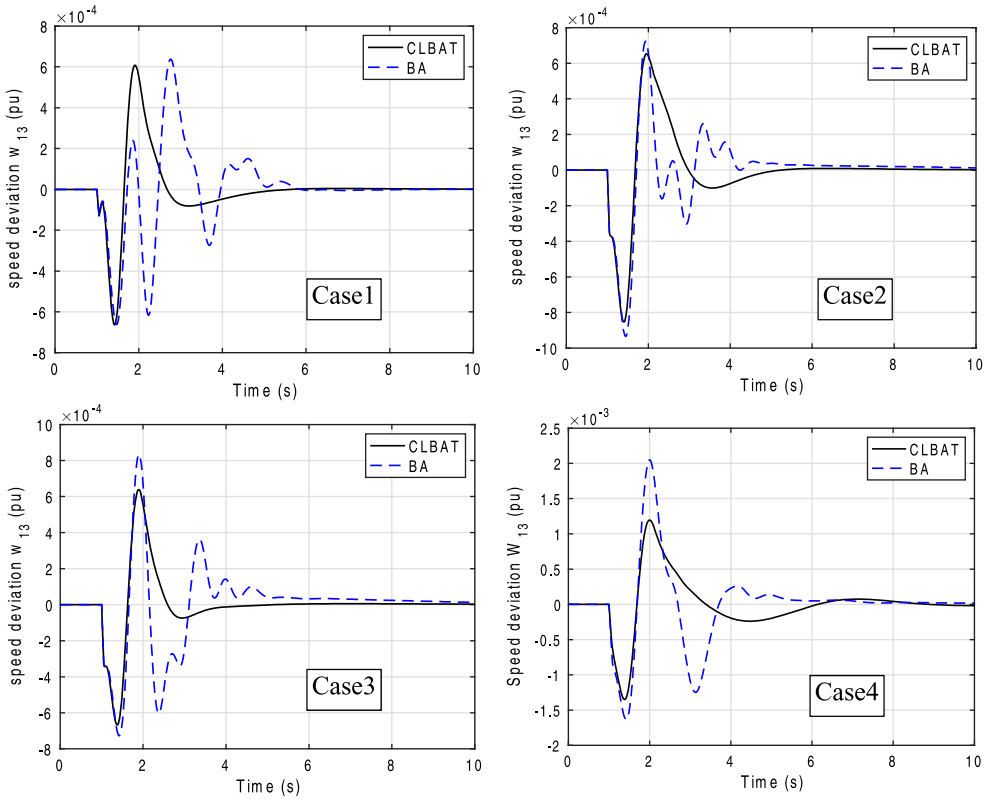 ×10⁻⁴
8
6
4
2
0
-2
-4
-6
-8
speed deviation w ₁₃ (pu)
CLBAT
BA
Case1
0 2 4 6 8 10
Time (s)
×10⁻⁴
8
6
4
2
0
-2
-4
-6
-8
-10
speed deviation w ₁₃ (pu)
CLBAT
BA
Case2
0 2 4 6 8 10
Time (s)
×10⁻⁴
10
8
6
4
2
0
-2
-4
-6
-8
speed deviation w ₁₃ (pu)
CLBAT
BA
Case3
0 2 4 6 8 10
Time (s)
×10⁻³
2.5
2
1.5
1
0.5
0
-0.5
-1
-1.5
-2
Speed deviation W ₁₃ (pu)
CLBAT
BA
Case4
0 2 4 6 8 10
Time (s)